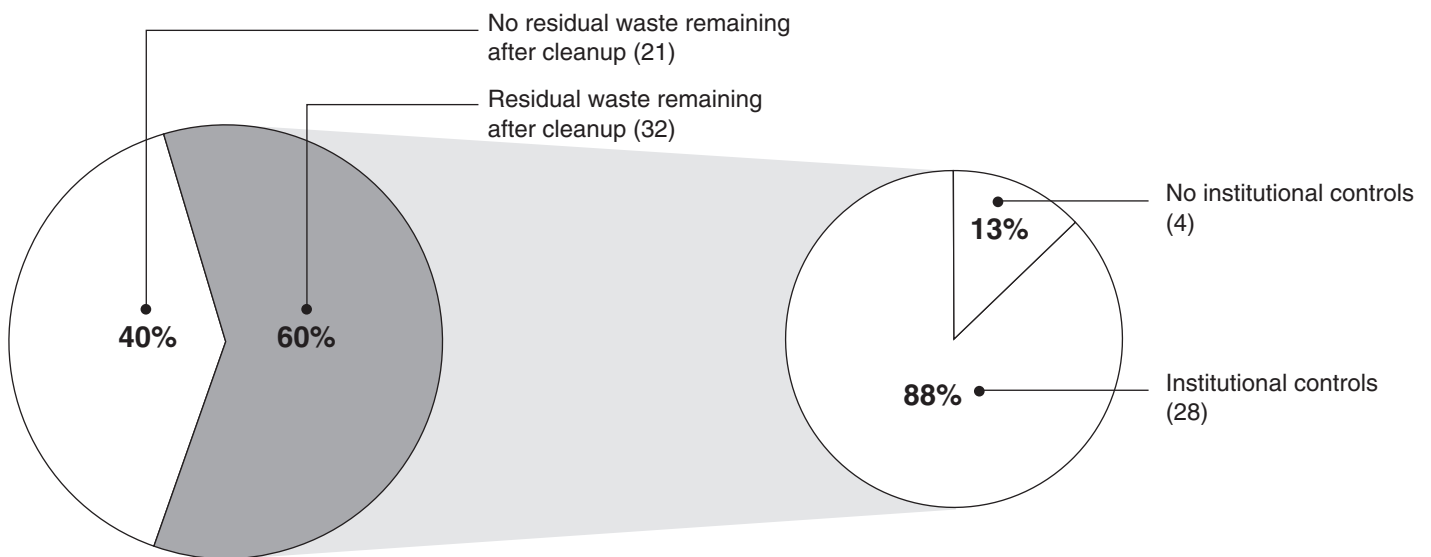 No residual waste remaining
after cleanup (21)
Residual waste remaining
after cleanup (32)
No institutional controls
(4)
13%
40%
60%
88%
Institutional controls
(28)